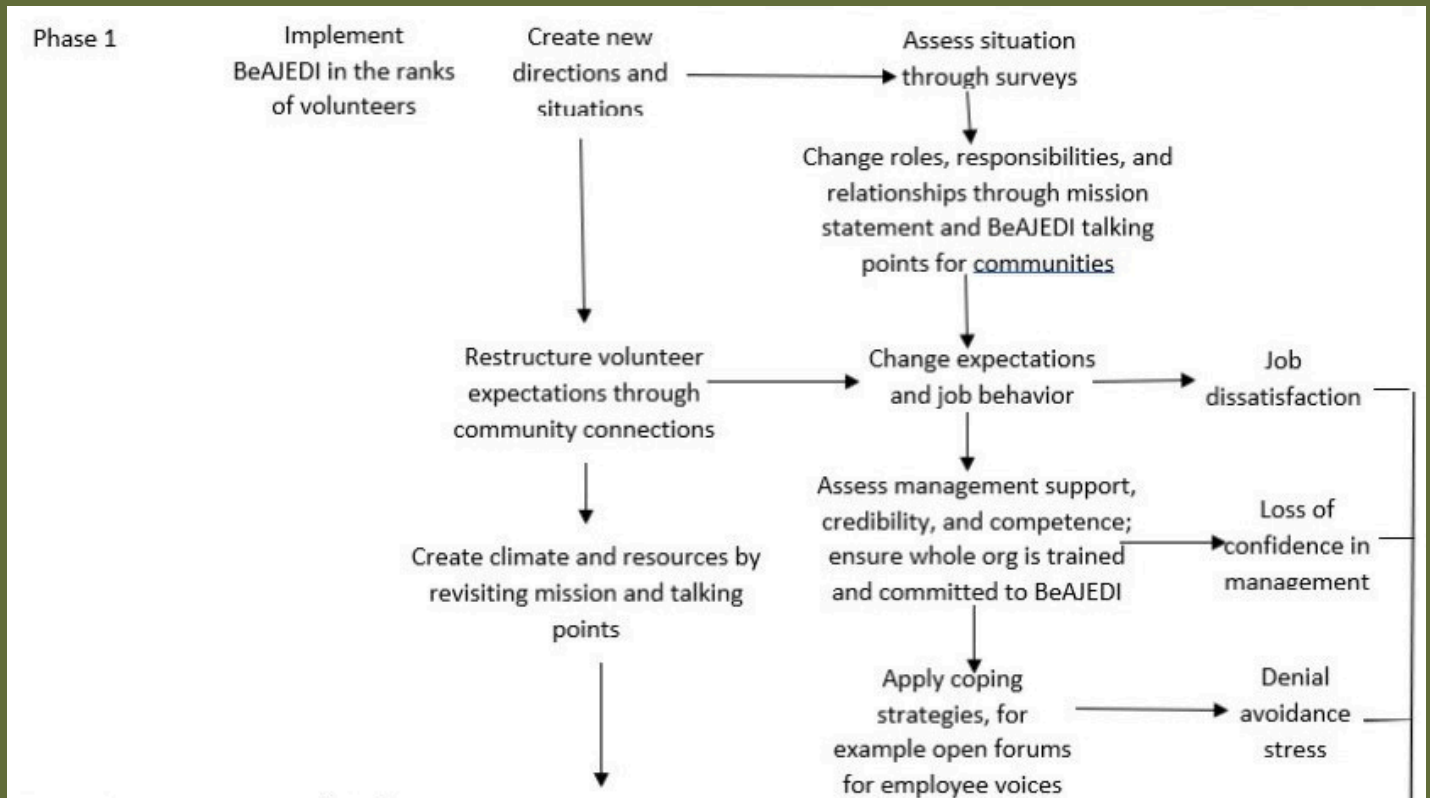 Phase 1
Implement
BeAJEDI in the ranks
of volunteers
Create new
directions and
situations
Assess situation
through surveys
Change roles, responsibilities, and
relationships through mission
statement and BeAJEDI talking
points for communities
Restructure volunteer
expectations through
community connections
Change expectations
and job behavior
Job
dissatisfaction
Assess management support,
credibility, and competence;
ensure whole org is trained
and committed to BeAJEDI
Loss of
confidence in
management
Create climate and resources by
revisiting mission and talking
points
Apply coping
strategies, for
example open forums
for employee voices
Denial
avoidance
stress